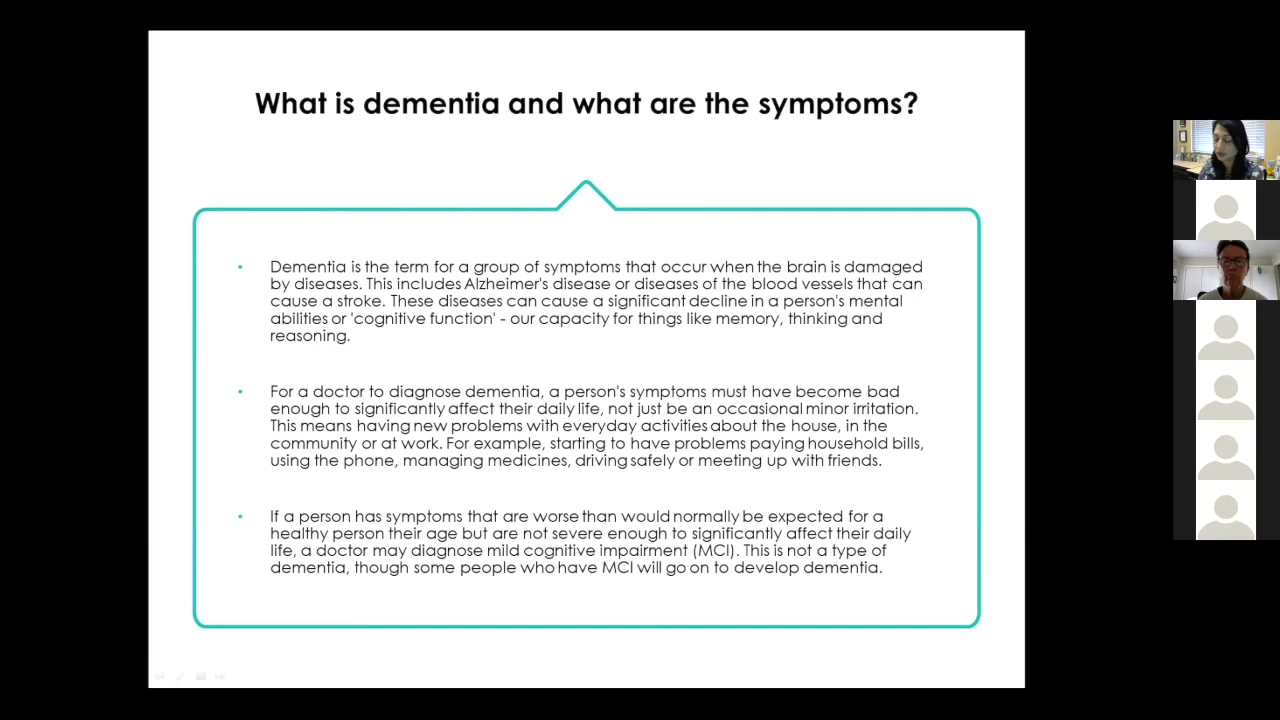 What is dementia and what are the symptoms?
• Dementia is the term for a group of symptoms that occur when the brain is damaged
by diseases. This includes Alzheimer's disease or diseases of the blood vessels that can
cause a stroke. These diseases can cause a significant decline in a person's mental
abilities or 'cognitive function' - our capacity for things like memory, thinking and
reasoning.
• For a doctor to diagnose dementia, a person's symptoms must have become bad
enough to significantly affect their daily life, not just be an occasional minor irritation.
This means having new problems with everyday activities about the house, in the
community or at work. For example, starting to have problems paying household bills,
using the phone, managing medicines, driving safely or meeting up with friends.
• If a person has symptoms that are worse than would normally be expected for a
healthy person their age but are not severe enough to significantly affect their daily
life, a doctor may diagnose mild cognitive impairment (MCI). This is not a type of
dementia, though some people who have MCI will go on to develop dementia.